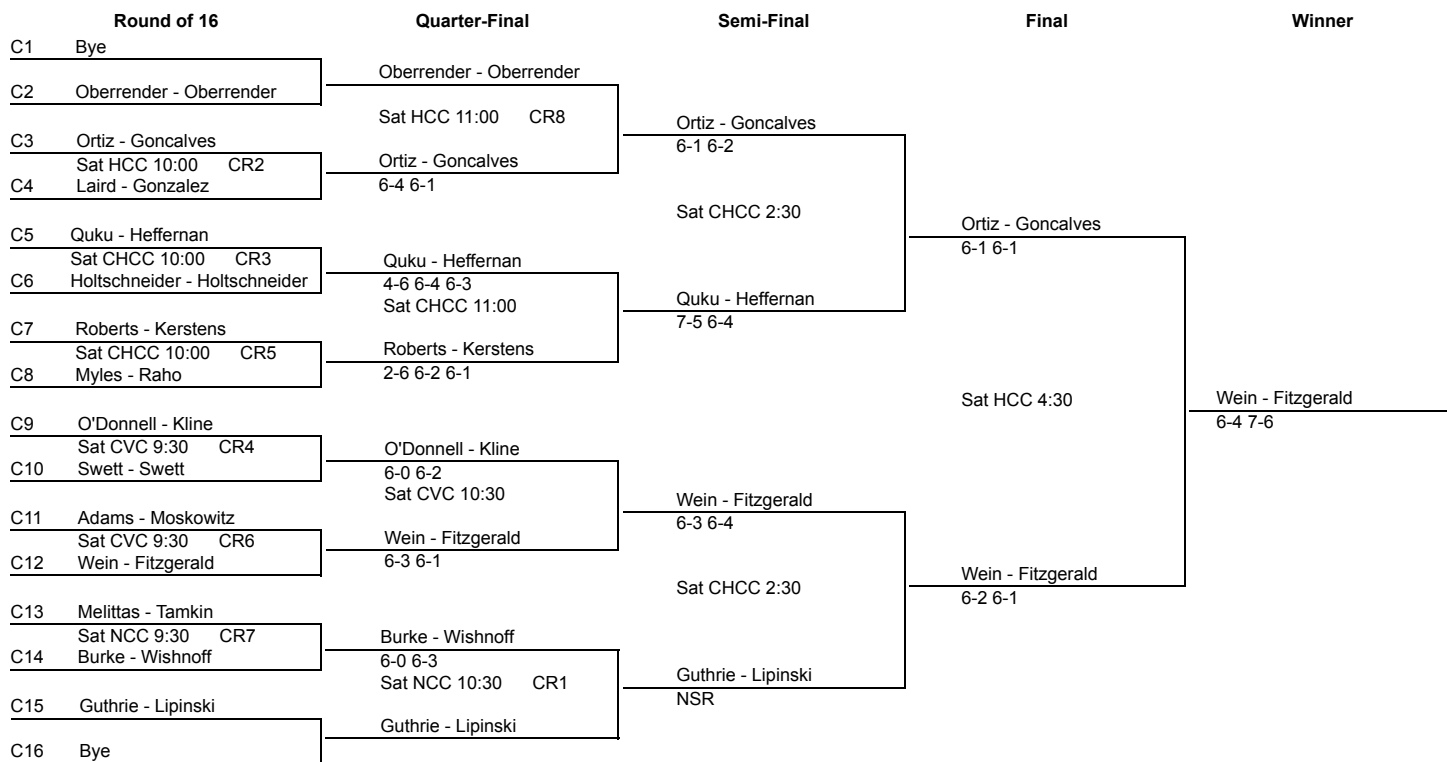 Round of 16 Quarter-Final Semi-Final Final Winner
C1 Bye
Oberrender - Oberrender
C2 Oberrender - Oberrender
Sat HCC 11:00 CR8
Ortiz - Goncalves
C3 Ortiz - Goncalves
6-1 6-2
Sat HCC 10:00 CR2
Ortiz - Goncalves
C4 Laird - Gonzalez
6-4 6-1
Sat CHCC 2:30
Ortiz - Goncalves
C5 Quku - Heffernan
6-1 6-1
Sat CHCC 10:00 CR3
Quku - Heffernan
C6 Holtschneider - Holtschneider
4-6 6-4 6-3
Quku - Heffernan
Sat CHCC 11:00
7-5 6-4
C7 Roberts - Kerstens
Roberts - Kerstens
Sat CHCC 10:00 CR5
2-6 6-2 6-1
C8 Myles - Raho
Sat HCC 4:30
Wein - Fitzgerald
6-4 7-6
C9 O'Donnell - Kline
Sat CVC 9:30 CR4
O'Donnell - Kline
C10 Swett - Swett
6-0 6-2
Sat CVC 10:30
Wein - Fitzgerald
C11 Adams - Moskowitz
6-3 6-4
Sat CVC 9:30 CR6
Wein - Fitzgerald
C12 Wein - Fitzgerald
6-3 6-1
Wein - Fitzgerald
Sat CHCC 2:30
6-2 6-1
C13 Melittas - Tamkin
Sat NCC 9:30 CR7
Burke - Wishnoff
C14 Burke - Wishnoff
6-0 6-3
Guthrie - Lipinski
Sat NCC 10:30 CR1
NSR
C15 Guthrie - Lipinski
Guthrie - Lipinski
C16 Bye